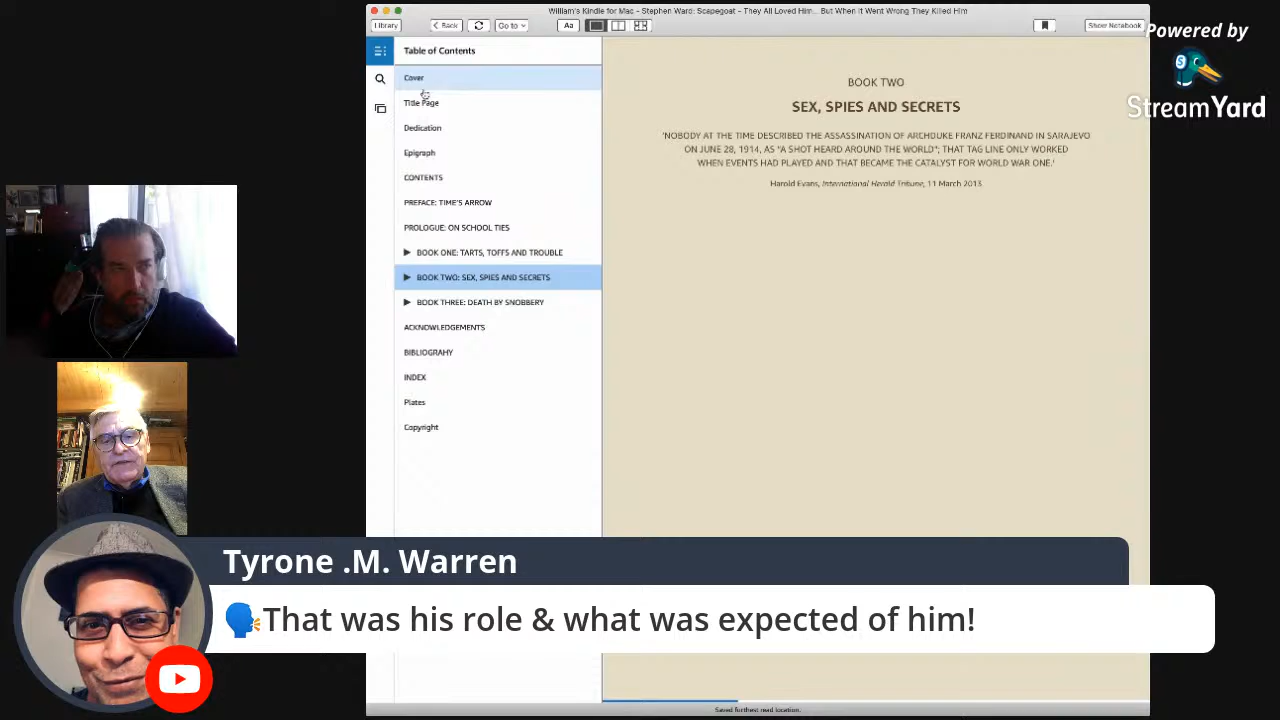 William's Kindle for Mac - Stephen Ward: Scapegoat - They All Loved Him... But When It Went Wrong They Killed Him
Library
Back
Go to
Aa
Show Notebook
Powered by
StreamYard
Table of Contents
Cover
Title Page
Dedication
Epigraph
CONTENTS
PREFACE: TIME'S ARROW
PROLOGUE: ON SCHOOL TIES
BOOK ONE: TARTS, TOFFS AND TROUBLE
BOOK TWO: SEX, SPIES AND SECRETS
BOOK THREE: DEATH BY SNOBBERY
ACKNOWLEDGEMENTS
BIBLIOGRAHY
INDEX
Plates
Copyright
BOOK TWO
SEX, SPIES AND SECRETS
'NOBODY AT THE TIME DESCRIBED THE ASSASSINATION OF ARCHDUKE FRANZ FERDINAND IN SARAJEVO
ON JUNE 28, 1914, AS "A SHOT HEARD AROUND THE WORLD"; THAT TAG LINE ONLY WORKED
WHEN EVENTS HAD PLAYED AND THAT BECAME THE CATALYST FOR WORLD WAR ONE.'
Harold Evans, International Herald Tribune, 11 March 2013.
Tyrone .M. Warren
🗣️That was his role & what was expected of him!
Saved furthest read location.